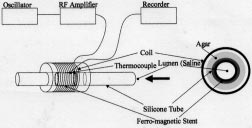 Oscillator
RF Amplifier
Recorder
Coil
Agar
Thermocouple
Lumen (Saline)
Silicone Tube
Ferro-magnetic Stent